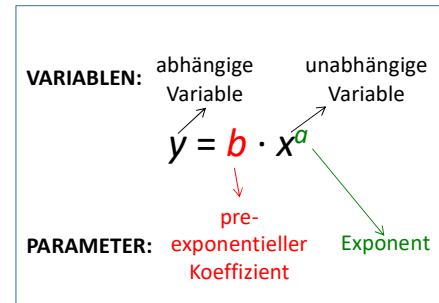 VARIABLEN: abhängige Variable unabhängige Variable
y = b · x^a
PARAMETER: pre-exponentieller Koeffizient Exponent